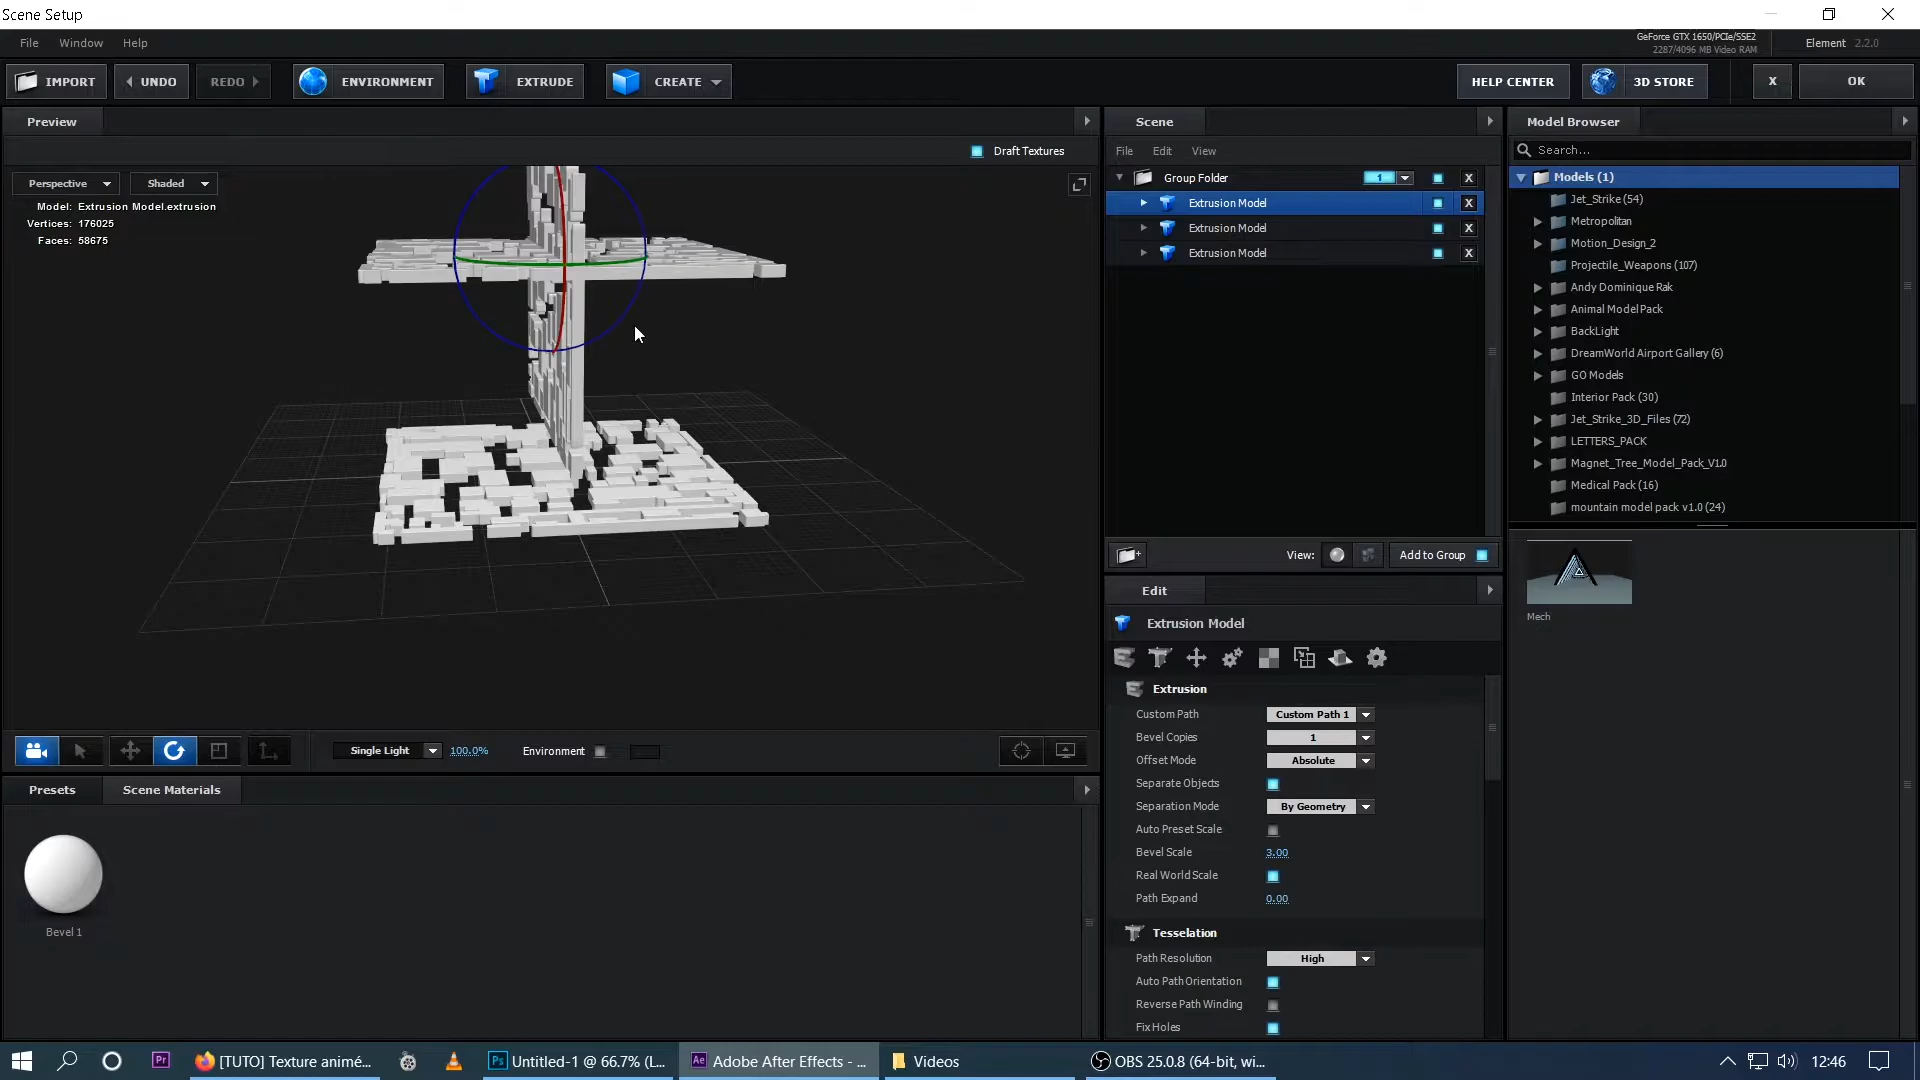 Scene Setup
File Window Help
GeForce GTX 1650/PCIe/SSE2
2287/4096 MB Video RAM
Element 2.2.0
IMPORT UNDO REDO ENVIRONMENT EXTRUDE CREATE HELP CENTER 3D STORE X OK
Preview
Draft Textures
Perspective Shaded
Model: Extrusion Model.extrusion
Vertices: 176025
Faces: 58675
Single Light 100.0% Environment
Presets Scene Materials
Bevel 1
Scene
File Edit View
Group Folder 1 X
Extrusion Model X
Extrusion Model X
Extrusion Model X
View: Add to Group
Edit
Extrusion Model
Extrusion
Custom Path Custom Path 1
Bevel Copies 1
Offset Mode Absolute
Separate Objects
Separation Mode By Geometry
Auto Preset Scale
Bevel Scale 3.00
Real World Scale
Path Expand 0.00
Tesselation
Path Resolution High
Auto Path Orientation
Reverse Path Winding
Fix Holes
Model Browser
Search...
Models (1)
Jet_Strike (54)
Metropolitan
Motion_Design_2
Projectile_Weapons (107)
Andy Dominique Rak
Animal Model Pack
BackLight
DreamWorld Airport Gallery (6)
GO Models
Interior Pack (30)
Jet_Strike_3D_Files (72)
LETTERS_PACK
Magnet_Tree_Model_Pack_V1.0
Medical Pack (16)
mountain model pack v1.0 (24)
Mech
Pr [TUTO] Texture animé... Ps Untitled-1 @ 66.7% (L... Ae Adobe After Effects - ... Videos OBS 25.0.8 (64-bit, wi... 12:46